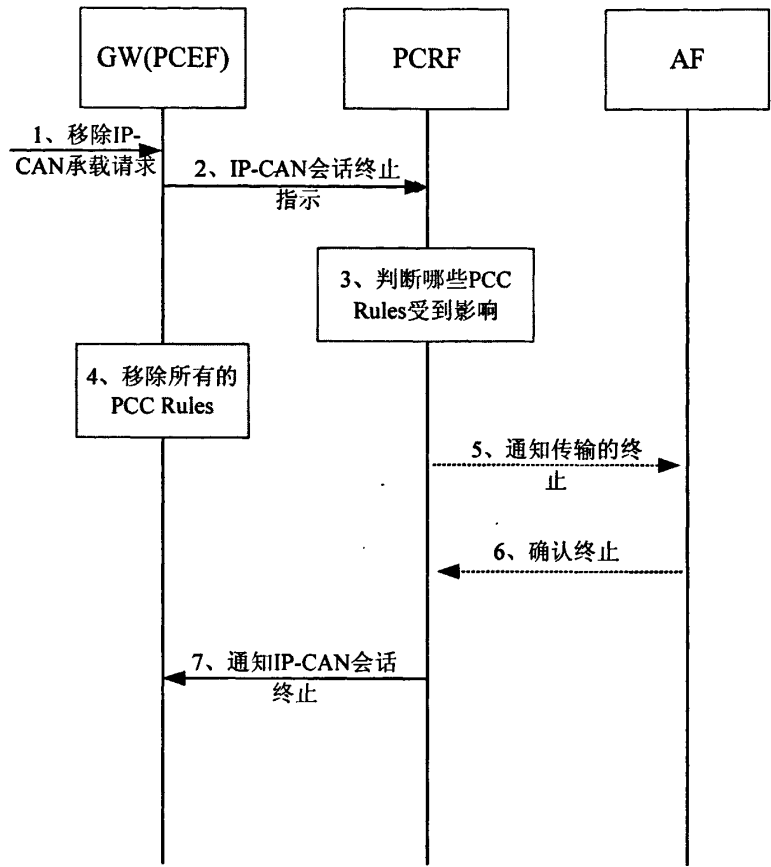 GW(PCEF)
PCRF
AF
1、移除IP-
CAN承载请求
2、IP-CAN会话终止
指示
3、判断哪些PCC
Rules受到影响
4、移除所有的
PCC Rules
5、通知传输的终
止
6、确认终止
7、通知IP-CAN会话
终止